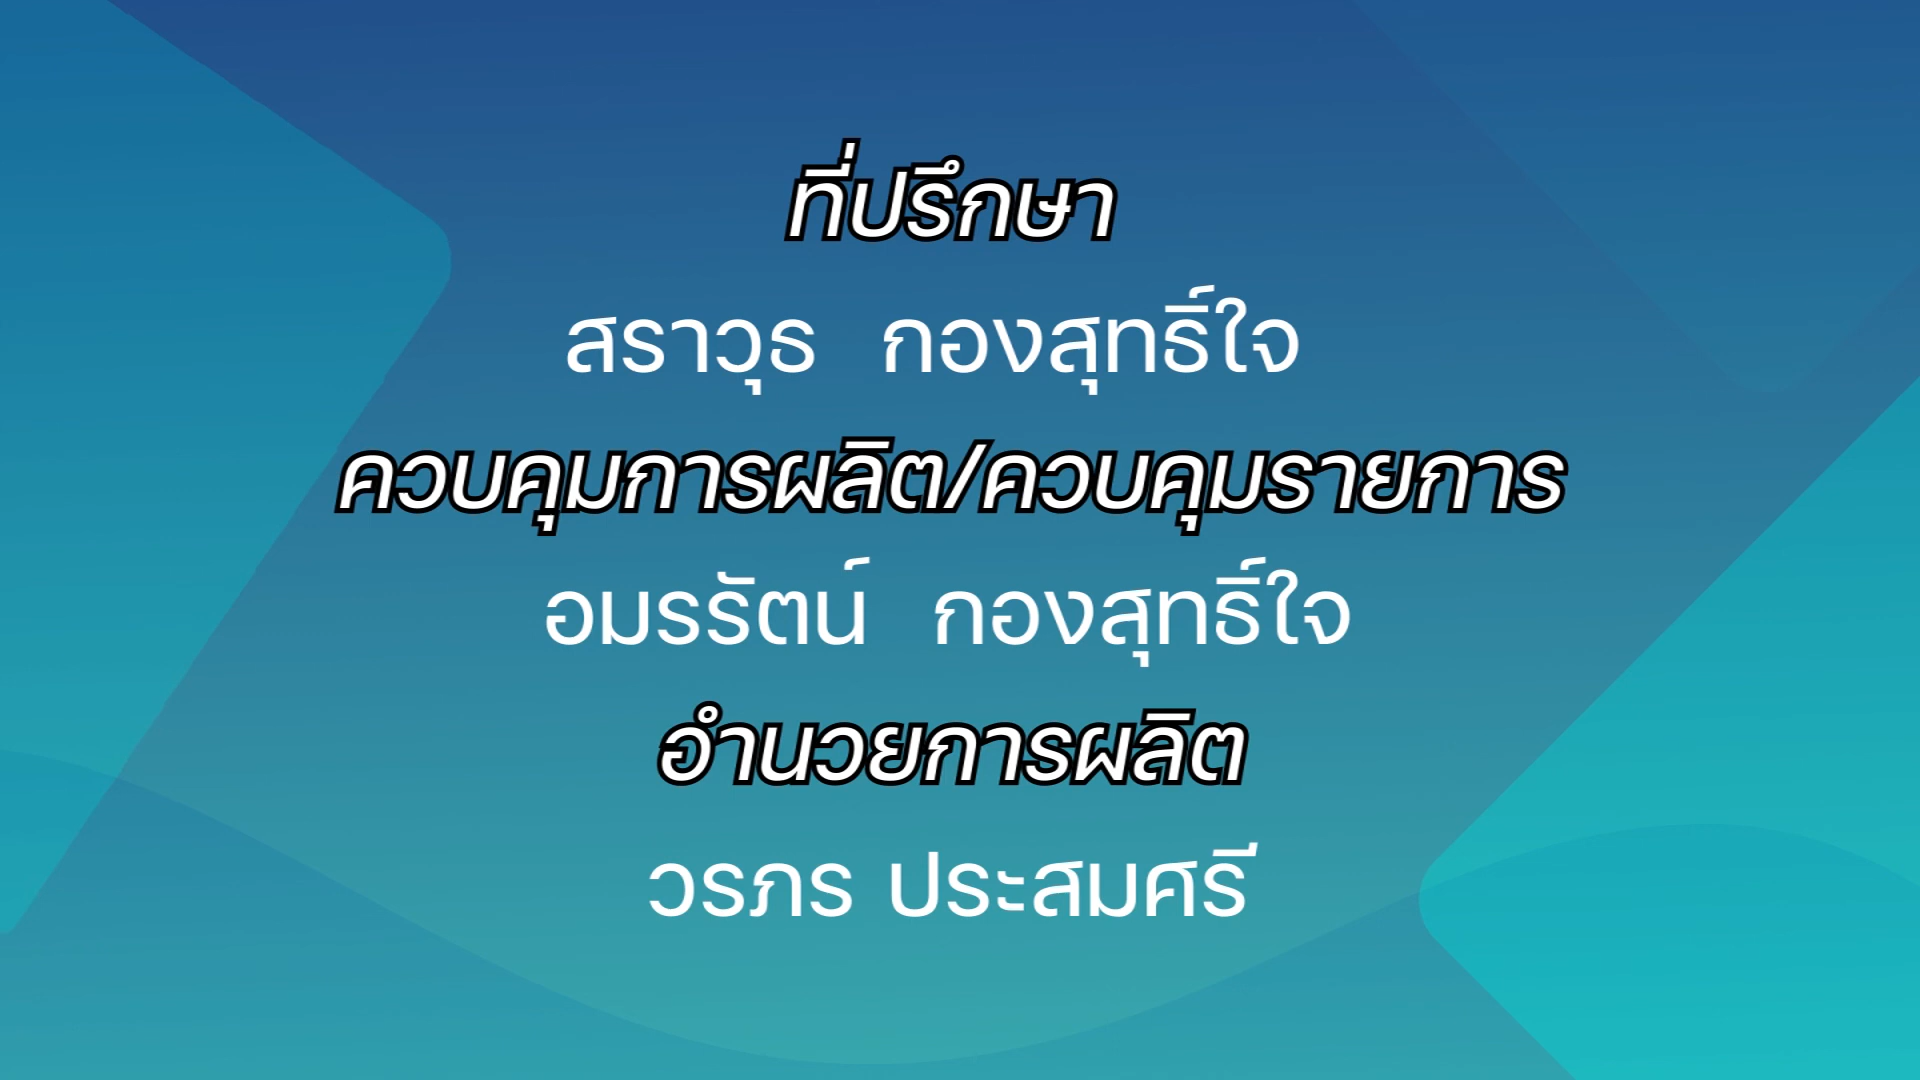 ที่ปรึกษา
สราวุธ  กองสุทธิ์ใจ
ควบคุมการผลิต/ควบคุมรายการ
อมรรัตน์  กองสุทธิ์ใจ
อำนวยการผลิต
วรภร ประสมศรี